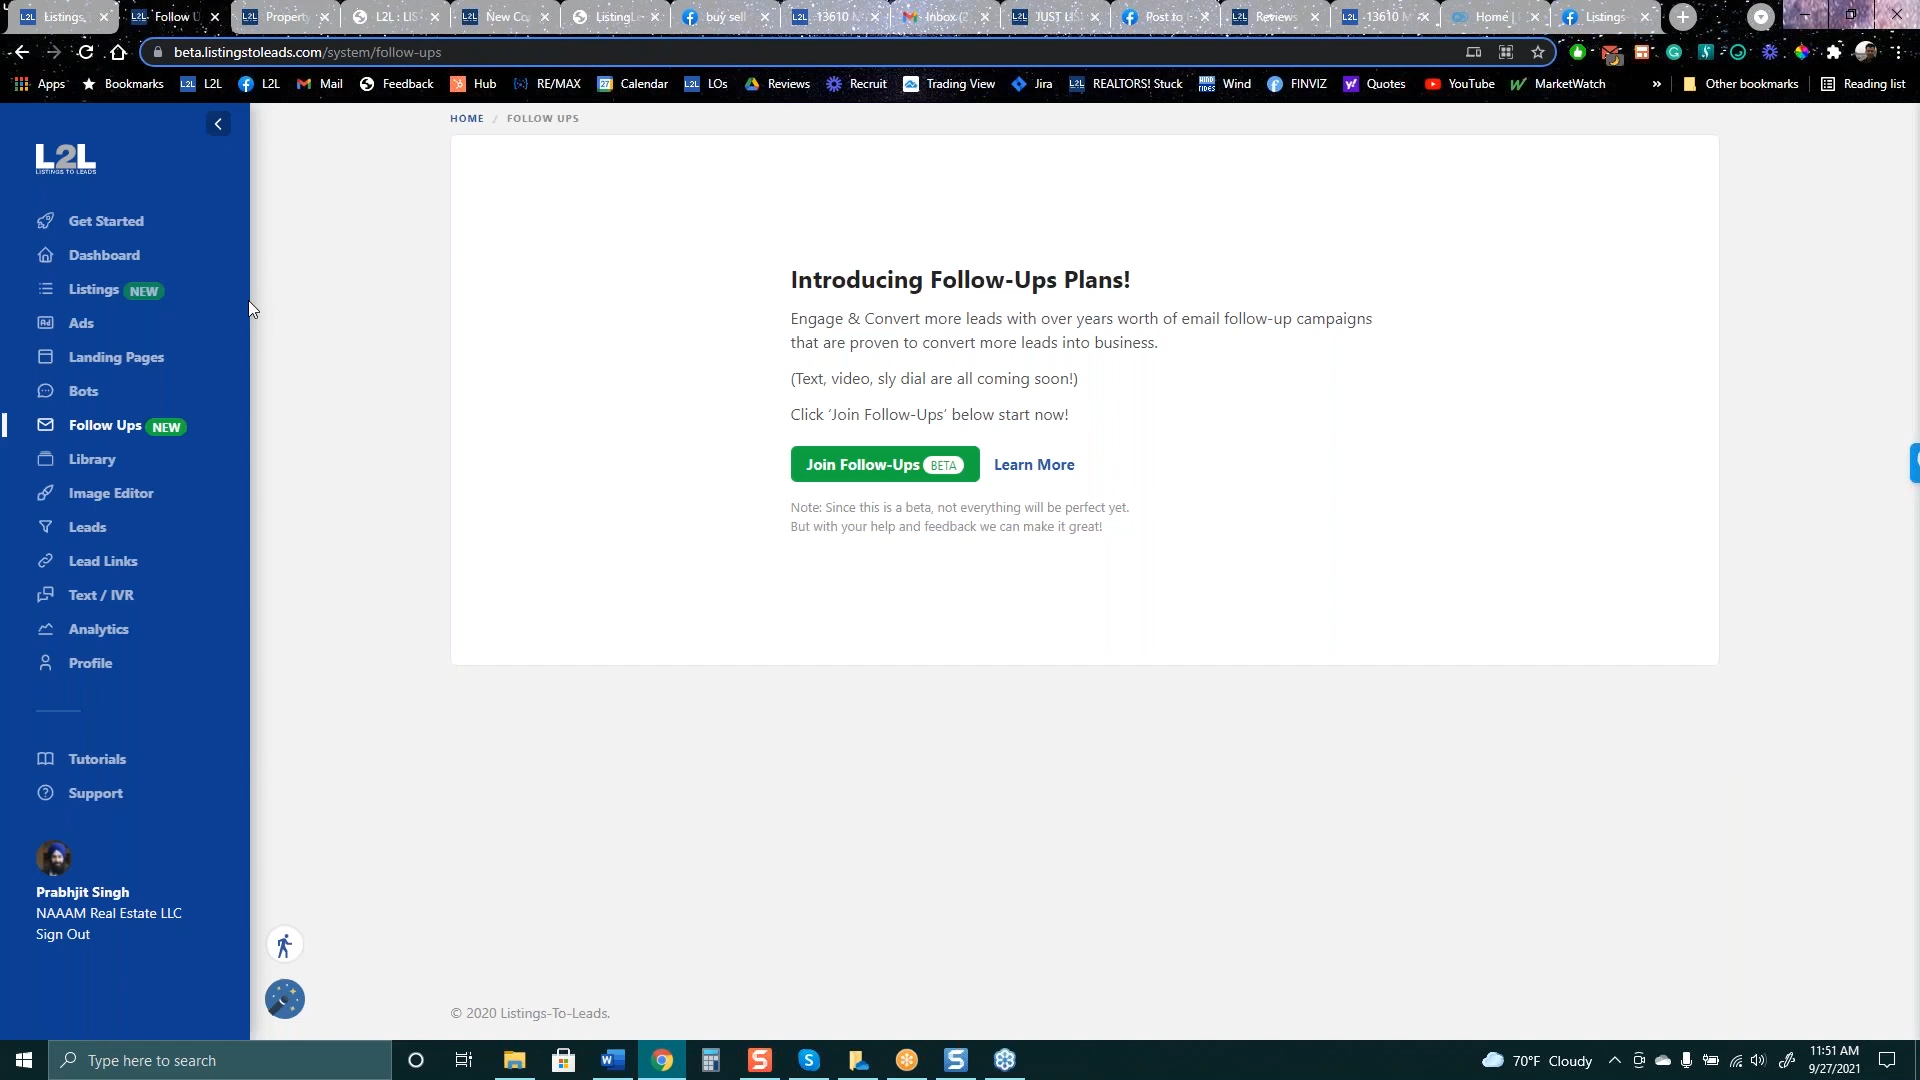 Listings
Follow U
Property
L2L : LIS
New Co
ListingLe
buy sell
13610
Inbox (2
JUST LIS
Post to
Reviews
13610
Home |
Listings
beta.listingstoleads.com/system/follow-ups
Apps
Bookmarks
L2L
L2L
Mail
Feedback
Hub
RE/MAX
Calendar
LOs
Reviews
Recruit
Trading View
Jira
REALTORS! Stuck
Wind
FINVIZ
Quotes
YouTube
MarketWatch
»
Other bookmarks
Reading list
L2L
LISTINGS TO LEADS
Get Started
Dashboard
Listings NEW
Ads
Landing Pages
Bots
Follow Ups NEW
Library
Image Editor
Leads
Lead Links
Text / IVR
Analytics
Profile
Tutorials
Support
Prabhjit Singh
NAAAM Real Estate LLC
Sign Out
HOME / FOLLOW UPS
Introducing Follow-Ups Plans!
Engage & Convert more leads with over years worth of email follow-up campaigns
that are proven to convert more leads into business.
(Text, video, sly dial are all coming soon!)
Click ‘Join Follow-Ups’ below start now!
Join Follow-Ups BETA
Learn More
Note: Since this is a beta, not everything will be perfect yet.
But with your help and feedback we can make it great!
© 2020 Listings-To-Leads.
Type here to search
70°F Cloudy
11:51 AM
9/27/2021